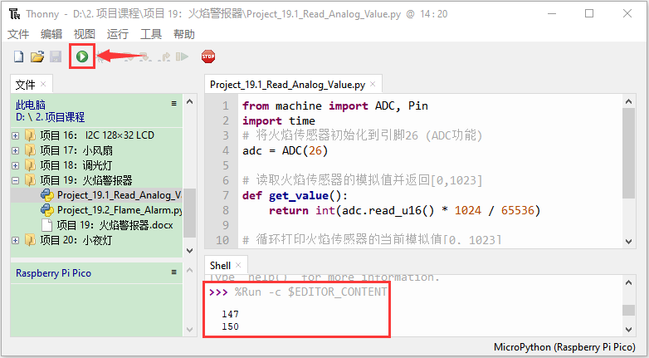 Thonny - D:\2. 项目课程\项目 19：火焰警报器\Project_19.1_Read_Analog_Value.py @ 14 : 20
文件 编辑 视图 运行 工具 帮助
文件
此电脑
D: \ 2. 项目课程
项目 16： I2C 128×32 LCD
项目 17：小风扇
项目 18：调光灯
项目 19：火焰警报器
Project_19.1_Read_Analog_V
Project_19.2_Flame_Alarm.py
项目 19：火焰警报器.docx
项目 20：小夜灯
Raspberry Pi Pico
Project_19.1_Read_Analog_Value.py
1 from machine import ADC, Pin
2 import time
3 # 将火焰传感器初始化到引脚26 (ADC功能)
4 adc = ADC(26)
5
6 # 读取火焰传感器的模拟值并返回[0,1023]
7 def get_value():
8 return int(adc.read_u16() * 1024 / 65536)
9
10 # 循环打印火焰传感器的当前模拟值[0, 1023]
Shell
Type "help()" for more information.
>>> %Run -c $EDITOR_CONTENT
147
150
MicroPython (Raspberry Pi Pico)
STOP